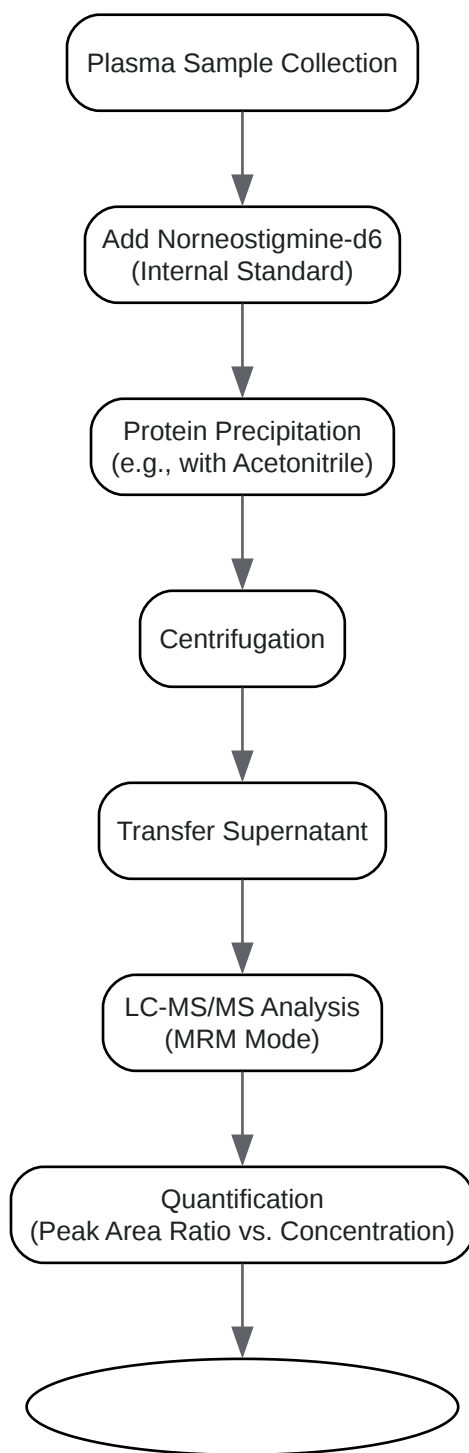 Plasma Sample Collection
Add Norneostigmine-d6
(Internal Standard)
Protein Precipitation
(e.g., with Acetonitrile)
Centrifugation
Transfer Supernatant
LC-MS/MS Analysis
(MRM Mode)
Quantification
(Peak Area Ratio vs. Concentration)